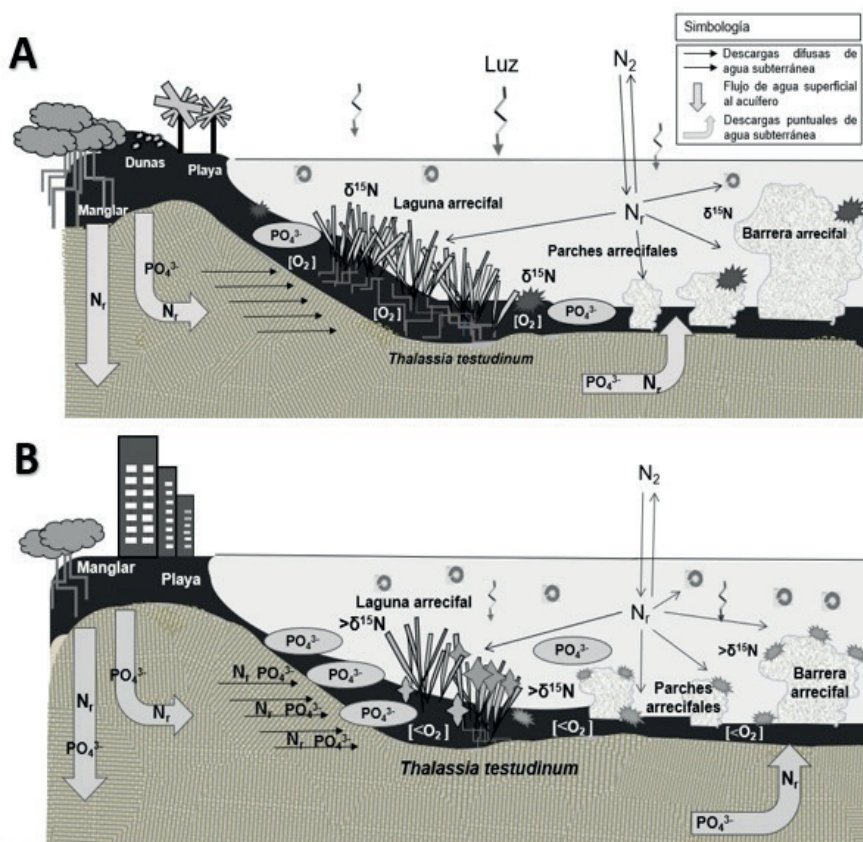 A
Simbología
Descargas difusas de
agua subterránea
Flujo de agua superficial
al acuífero
Descargas puntuales de
agua subterránea
N2
Luz
Dunas
Playa
Manglar
δ15N
Laguna arrecifal
Nr
δ15N
Parches arrecifales
Barrera arrecifal
PO43-
[O2]
δ15N
PO43-
Nr
Nr
[O2]
[O2]
PO43-
Thalassia testudinum
PO43-
Nr
B
N2
Manglar
Playa
Laguna arrecifal
>δ15N
Nr
>δ15N
PO43-
PO43-
PO43-
PO43-
>δ15N
Parches
arrecifales
Barrera
arrecifal
PO43-
Nr
Nr
PO43-
Nr PO43-
Nr PO43-
Nr PO43-
Nr PO43-
[<O2]
[<O2]
[<O2]
Thalassia testudinum
Nr
PO43-